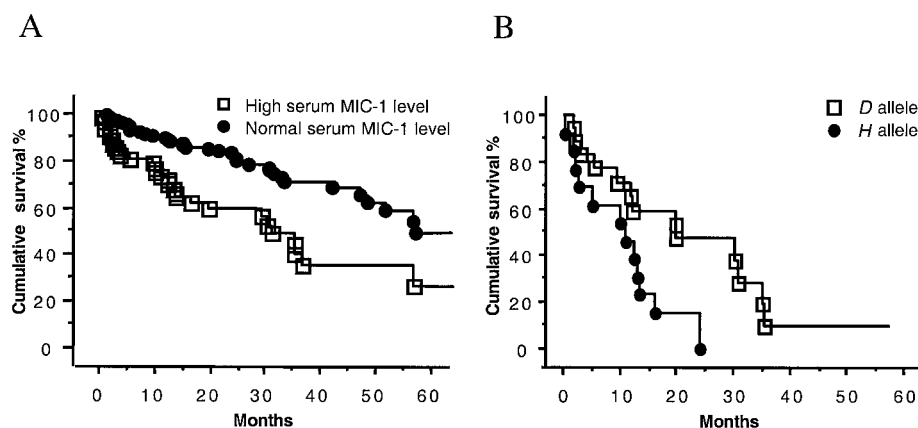 A
B
High serum MIC-1 level
Normal serum MIC-1 level
Cumulative survival %
100
80
60
40
20
0
0 10 20 30 40 50 60
Months
D allele
H allele
Cumulative survival %
100
80
60
40
20
0
0 10 20 30 40 50 60
Months